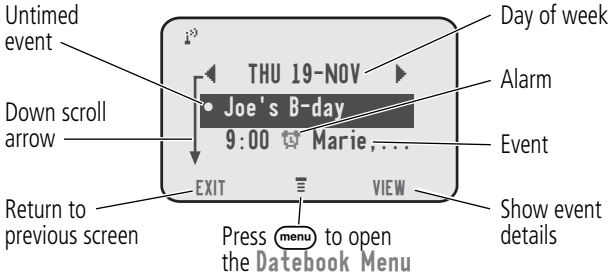 Untimed
event
Day of week
THU 19-NOV
Alarm
Joe's B-day
Down scroll
arrow
9:00 Marie,...
Event
EXIT
VIEW
Return to
previous screen
Press menu to open
the Datebook Menu
Show event
details